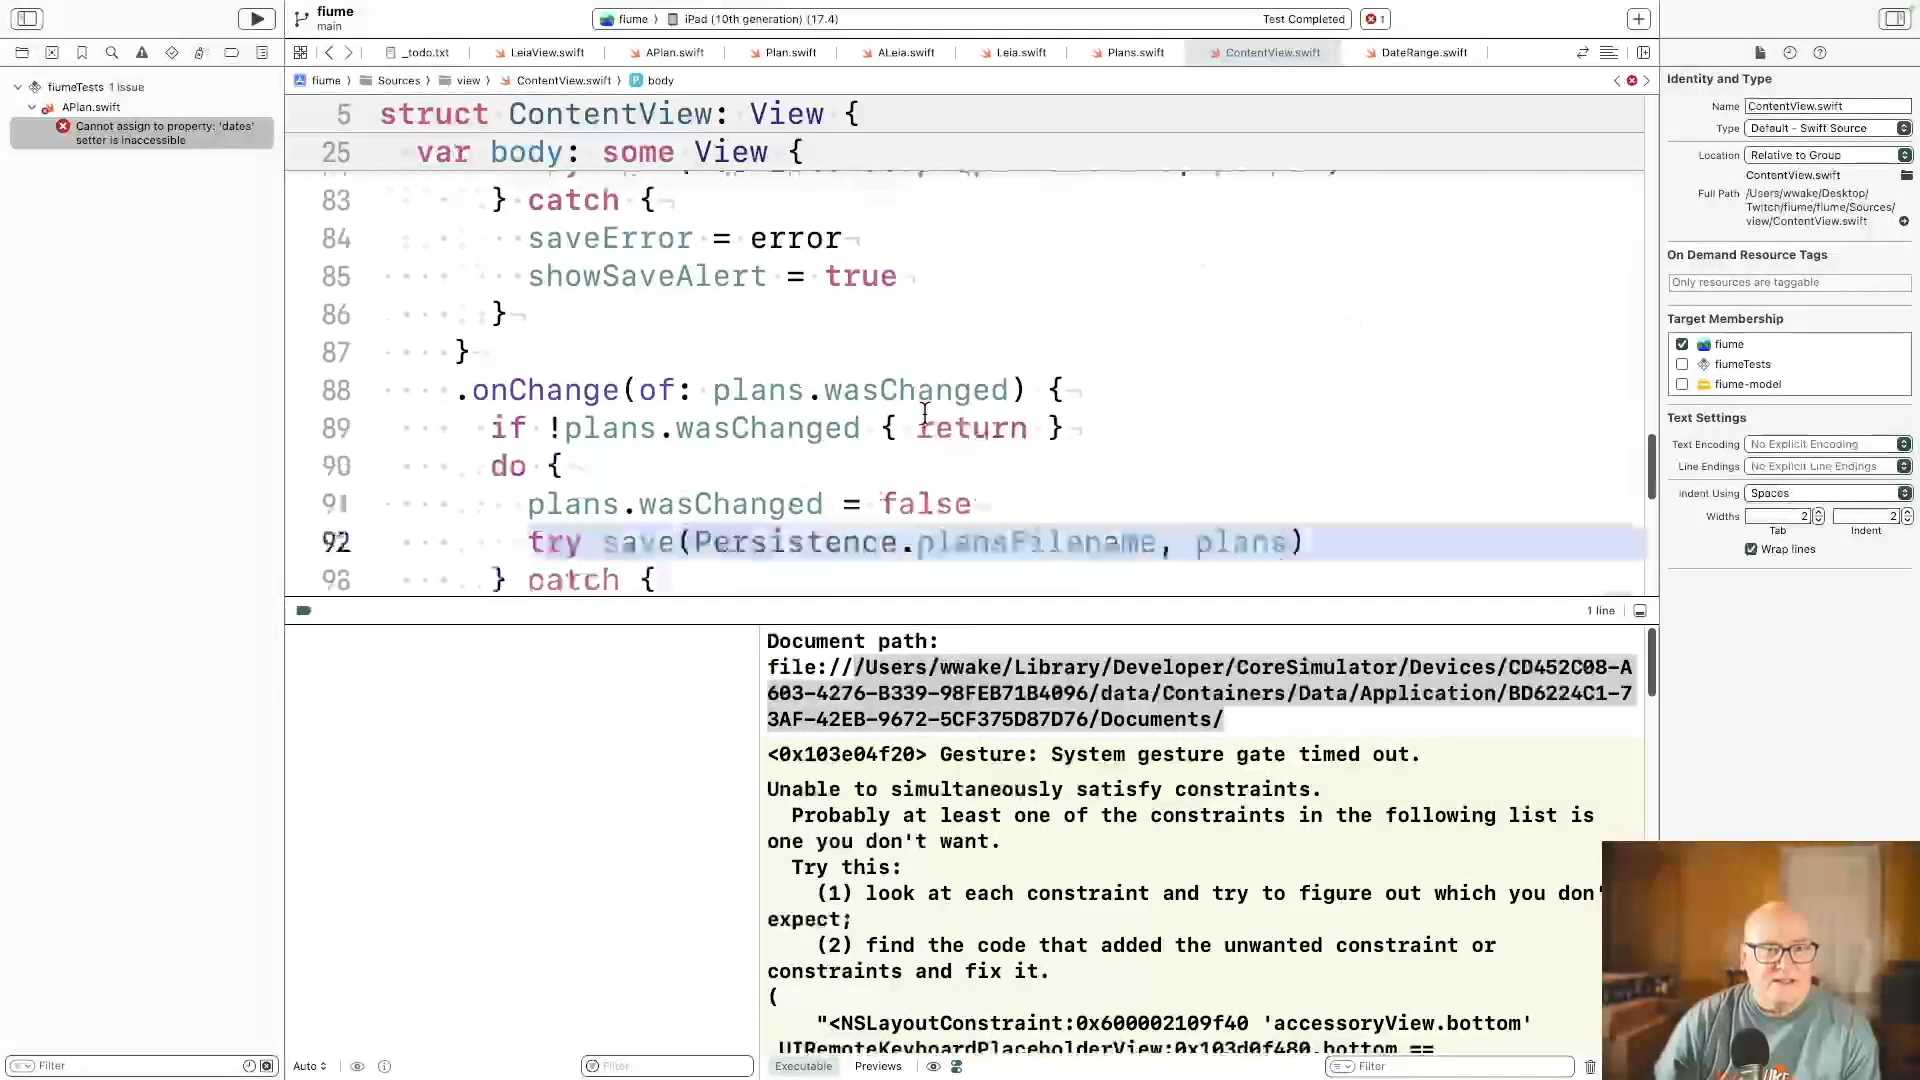 fiume
main
fiume
iPad (10th generation) (17.4)
Test Completed
1
_todo.txt
LeiaView.swift
APlan.swift
Plan.swift
ALeia.swift
Leia.swift
Plans.swift
ContentView.swift
DateRange.swift
fiume
Sources
view
ContentView.swift
body
fiumeTests 1 issue
APlan.swift
Cannot assign to property: 'dates'
setter is inaccessible
5 struct ContentView: View {
25 var body: some View {
83 } catch {
84 saveError = error
85 showSaveAlert = true
86 }
87 }
88 .onChange(of: plans.wasChanged) {
89 if !plans.wasChanged { return }
90 do {
91 plans.wasChanged = false
92 try save(Persistence.plansFilename, plans)
93 } catch {
1 line
Document path:
file:///Users/wwake/Library/Developer/CoreSimulator/Devices/CD452C08-A
603-4276-B339-98FEB71B4096/data/Containers/Data/Application/BD6224C1-7
3AF-42EB-9672-5CF375D87D76/Documents/
<0x103e04f20> Gesture: System gesture gate timed out.
Unable to simultaneously satisfy constraints.
Probably at least one of the constraints in the following list is
one you don't want.
Try this:
(1) look at each constraint and try to figure out which you don'
expect;
(2) find the code that added the unwanted constraint or
constraints and fix it.
(
"<NSLayoutConstraint:0x600002109f40 'accessoryView.bottom'
UIRemoteKeyboardPlaceholderView:0x103d0f480.bottom ==
Filter
Auto
Filter
Executable
Previews
Filter
Identity and Type
Name ContentView.swift
Type Default - Swift Source
Location Relative to Group
ContentView.swift
Full Path /Users/wwake/Desktop/
Twitch/fiume/fiume/Sources/
view/ContentView.swift
On Demand Resource Tags
Only resources are taggable
Target Membership
fiume
fiumeTests
fiume-model
Text Settings
Text Encoding No Explicit Encoding
Line Endings No Explicit Line Endings
Indent Using Spaces
Widths 2 2
Tab Indent
Wrap lines